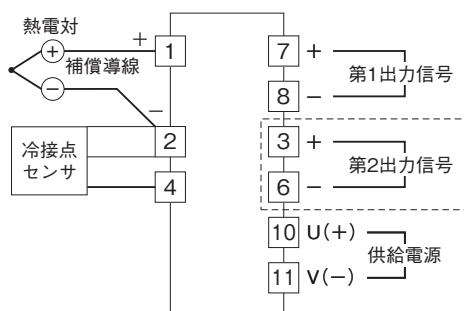 熱電対
+
+
1
補償導線
−
−
2
冷接点
センサ
4
7 +
第1出力信号
8 −
3 +
第2出力信号
6 −
10 U(+)
供給電源
11 V(−)